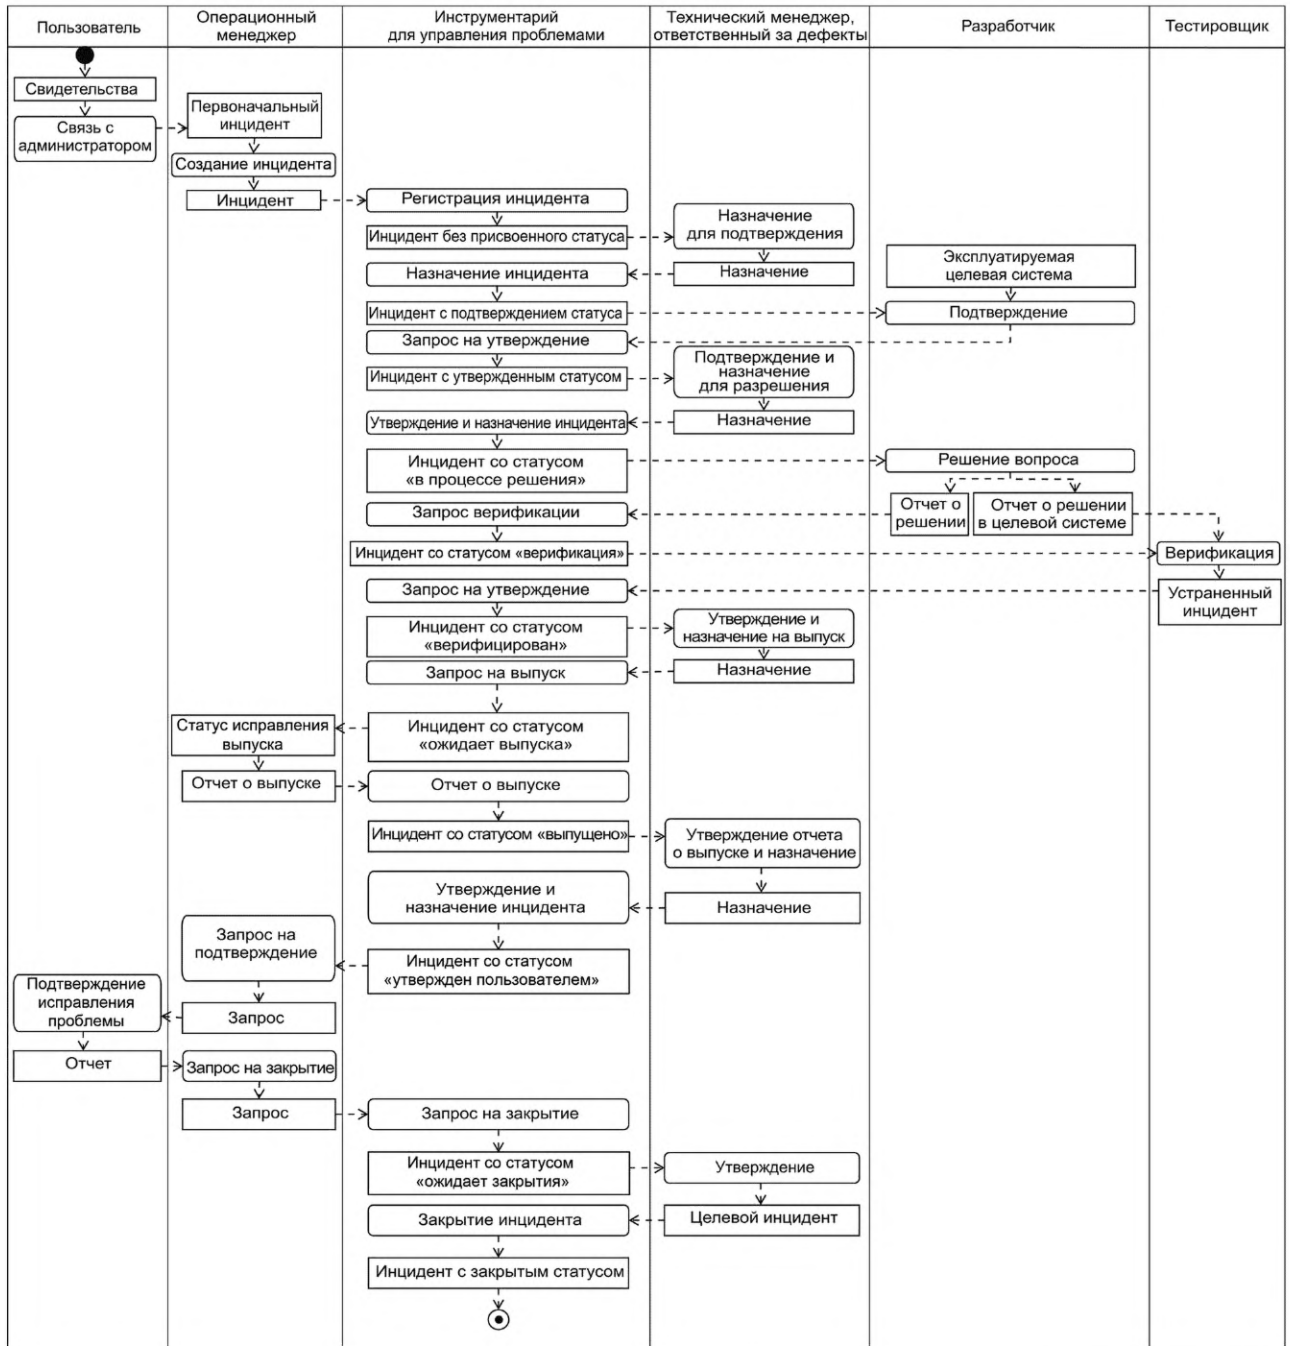 Пользователь
Операционный
менеджер
Инструментарий
для управления проблемами
Технический менеджер,
ответственный за дефекты
Разработчик
Тестировщик
Свидетельства
Связь с
администратором
Первоначальный
инцидент
Создание инцидента
Инцидент
Регистрация инцидента
Инцидент без присвоенного статуса
Назначение
для подтверждения
Назначение инцидента
Назначение
Эксплуатируемая
целевая система
Инцидент с подтверждением статуса
Подтверждение
Запрос на утверждение
Инцидент с утвержденным статусом
Подтверждение и
назначение
для разрешения
Утверждение и назначение инцидента
Назначение
Инцидент со статусом
«в процессе решения»
Решение вопроса
Отчет о
решении
Отчет о решении
в целевой системе
Запрос верификации
Инцидент со статусом «верификация»
Верификация
Запрос на утверждение
Устраненный
инцидент
Инцидент со статусом
«верифицирован»
Утверждение и
назначение на выпуск
Запрос на выпуск
Назначение
Статус исправления
выпуска
Инцидент со статусом
«ожидает выпуска»
Отчет о выпуске
Отчет о выпуске
Инцидент со статусом «выпущено»
Утверждение отчета
о выпуске и назначение
Утверждение и
назначение инцидента
Назначение
Запрос на
подтверждение
Инцидент со статусом
«утвержден пользователем»
Подтверждение
исправления
проблемы
Запрос
Отчет
Запрос на закрытие
Запрос
Запрос на закрытие
Инцидент со статусом
«ожидает закрытия»
Утверждение
Закрытие инцидента
Целевой инцидент
Инцидент с закрытым статусом